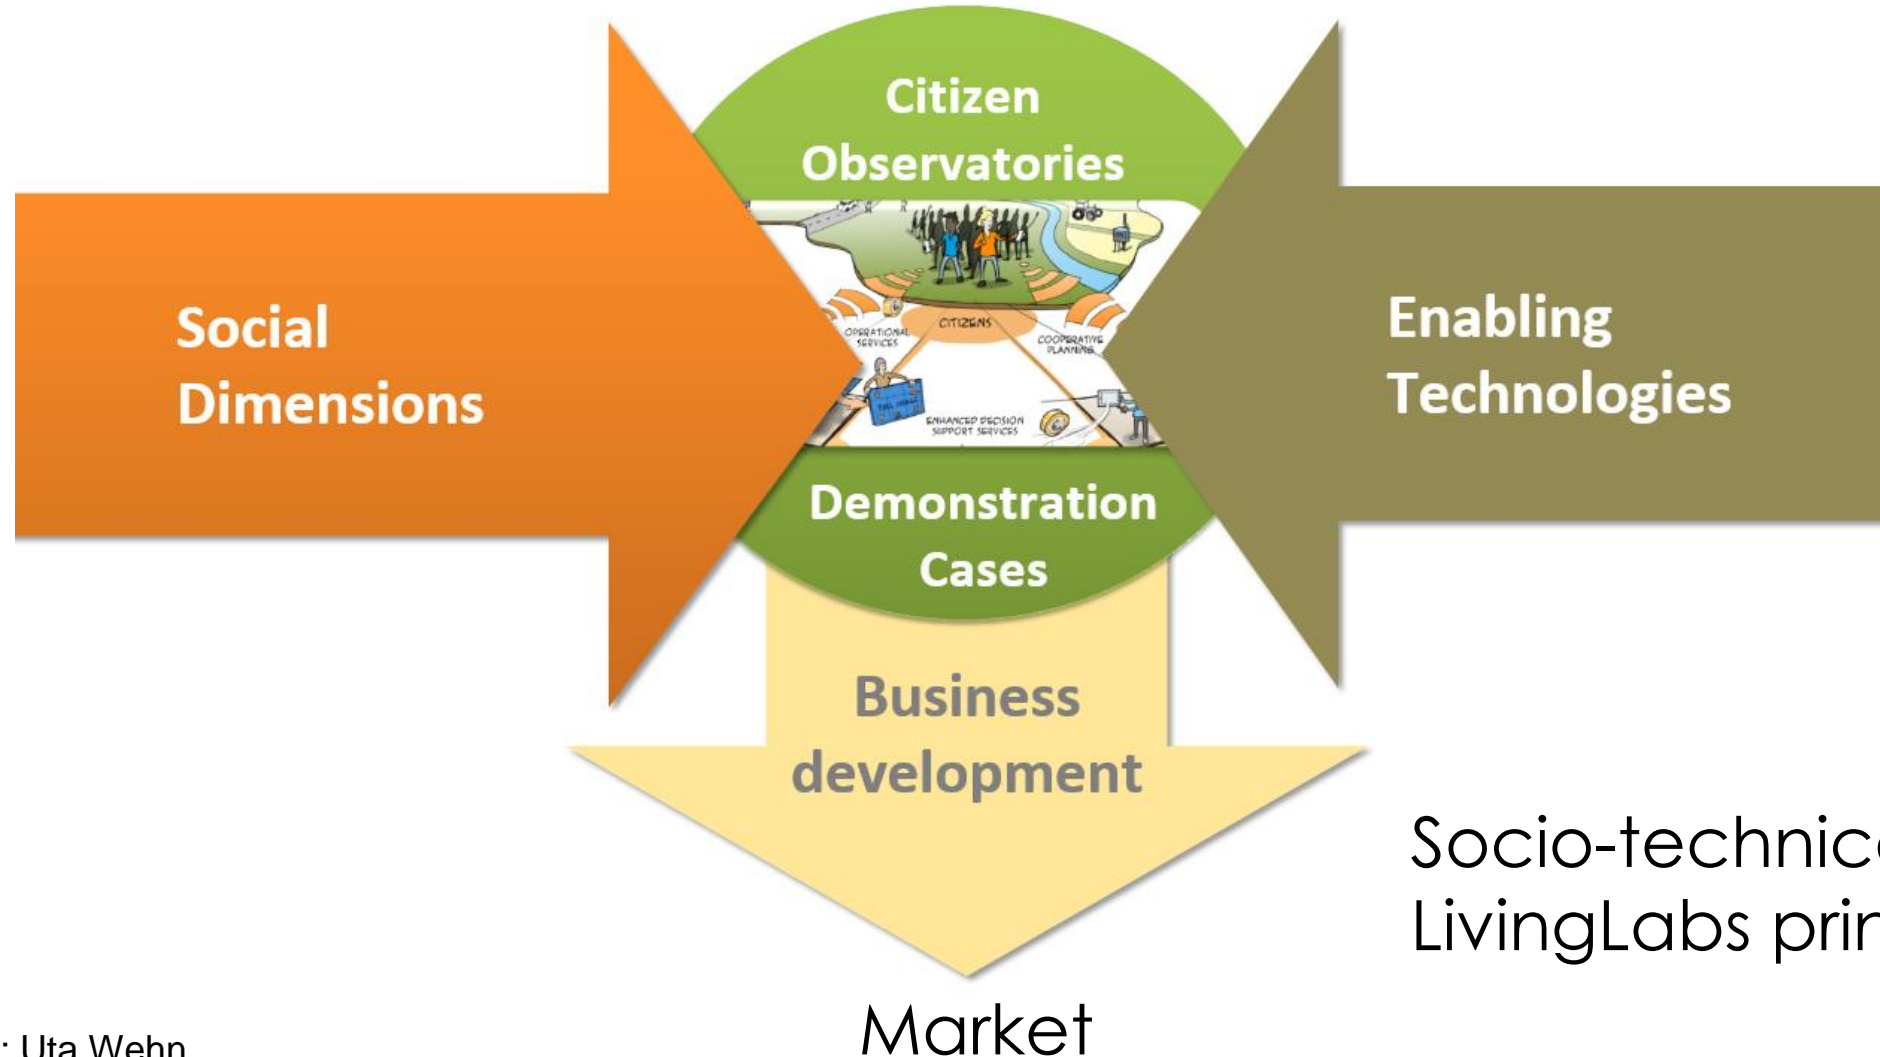 Citizen
Observatories
Social
Dimensions
Enabling
Technologies
OPERATIONAL
SERVICES
CITIZENS
COOPERATIVE
PLANNING
ENHANCED DECISION
SUPPORT SERVICES
Demonstration
Cases
Business
development
Socio-technic
LivingLabs
Market
: Uta Wehn